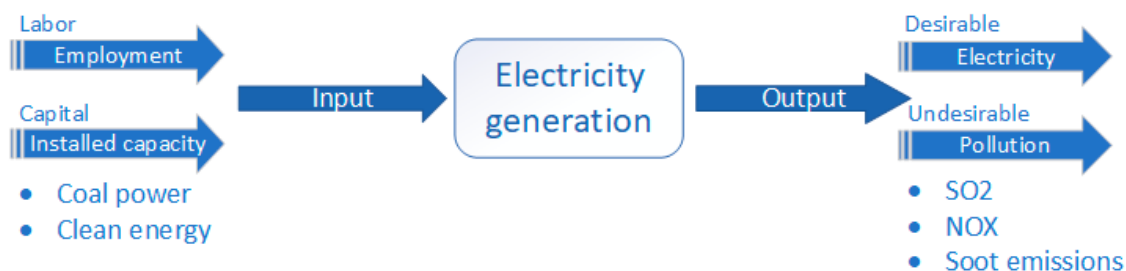 Labor
Employment
Capital
Installed capacity
• Coal power
• Clean energy
Input
Electricity
generation
Output
Desirable
Electricity
Undesirable
Pollution
• SO2
• NOX
• Soot emissions